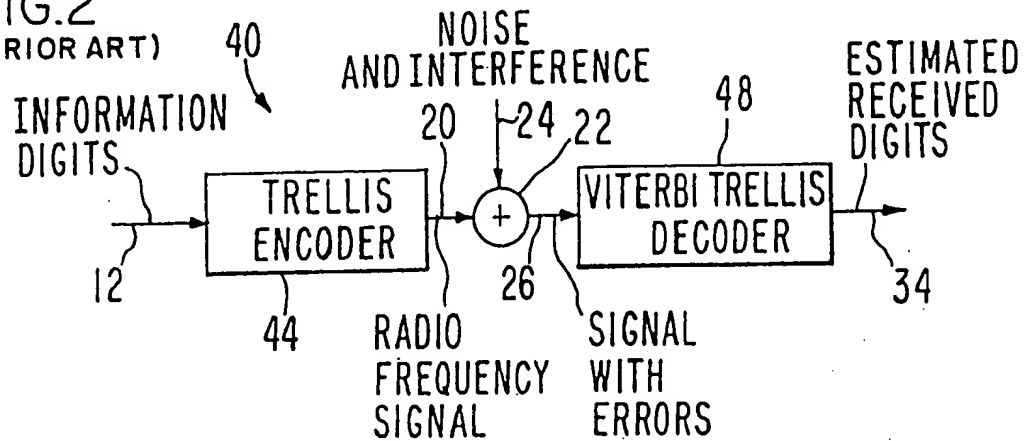 IG.2
RIOR ART)
40
NOISE
AND INTERFERENCE
INFORMATION
DIGITS
20
24
22
48
ESTIMATED
RECEIVED
DIGITS
TRELLIS
ENCODER
+
VITERBI TRELLIS
DECODER
12
44
26
34
RADIO
FREQUENCY
SIGNAL
SIGNAL
WITH
ERRORS